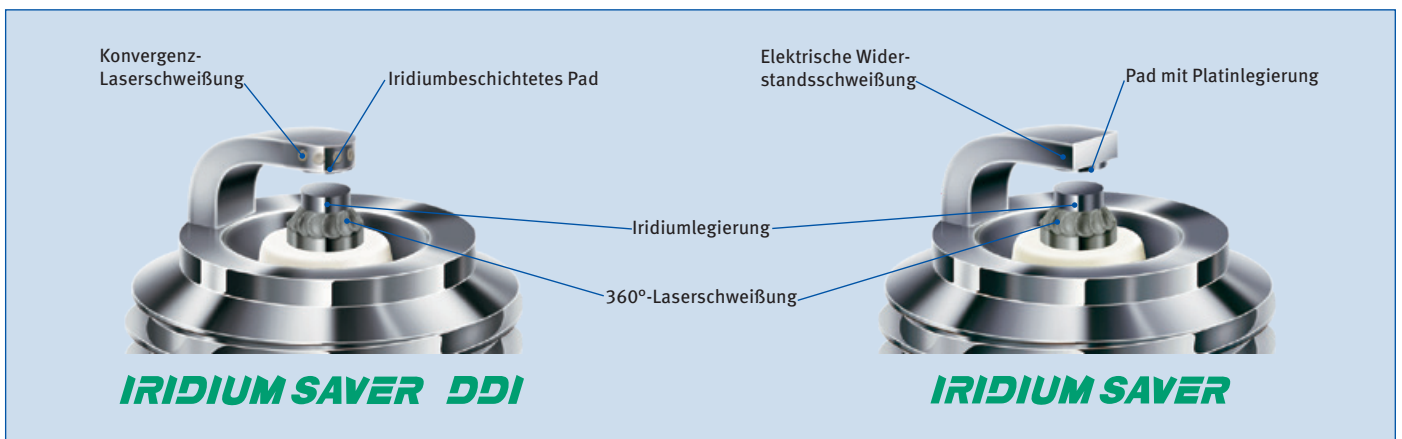 Konvergenz-
Laserschweißung
Iridiumbeschichtetes Pad
Elektrische Wider-
standsschweißung
Pad mit Platinlegierung
Iridiumlegierung
360°-Laserschweißung
IRIDIUM SAVER DDI
IRIDIUM SAVER